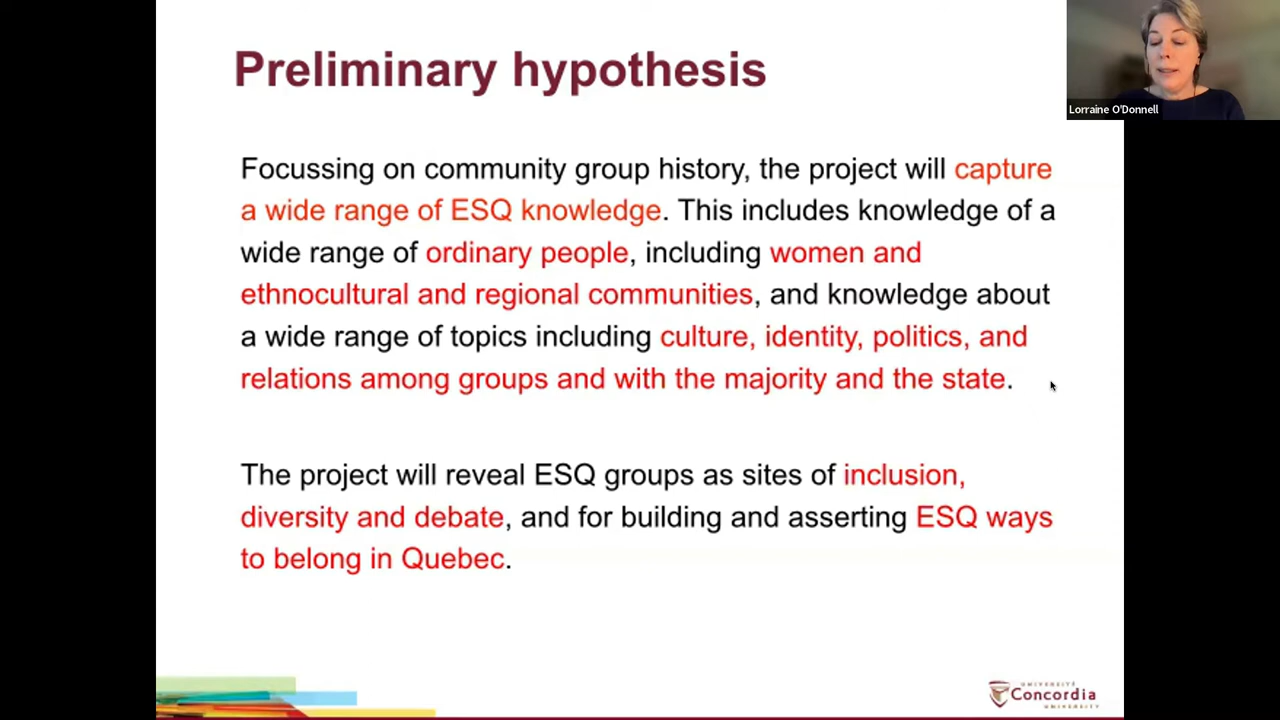 Preliminary hypothesis
Lorraine O'Donnell
Focussing on community group history, the project will capture
a wide range of ESQ knowledge. This includes knowledge of a
wide range of ordinary people, including women and
ethnocultural and regional communities, and knowledge about
a wide range of topics including culture, identity, politics, and
relations among groups and with the majority and the state.
The project will reveal ESQ groups as sites of inclusion,
diversity and debate, and for building and asserting ESQ ways
to belong in Quebec.
UNIVERSITÉ
Concordia
UNIVERSITY